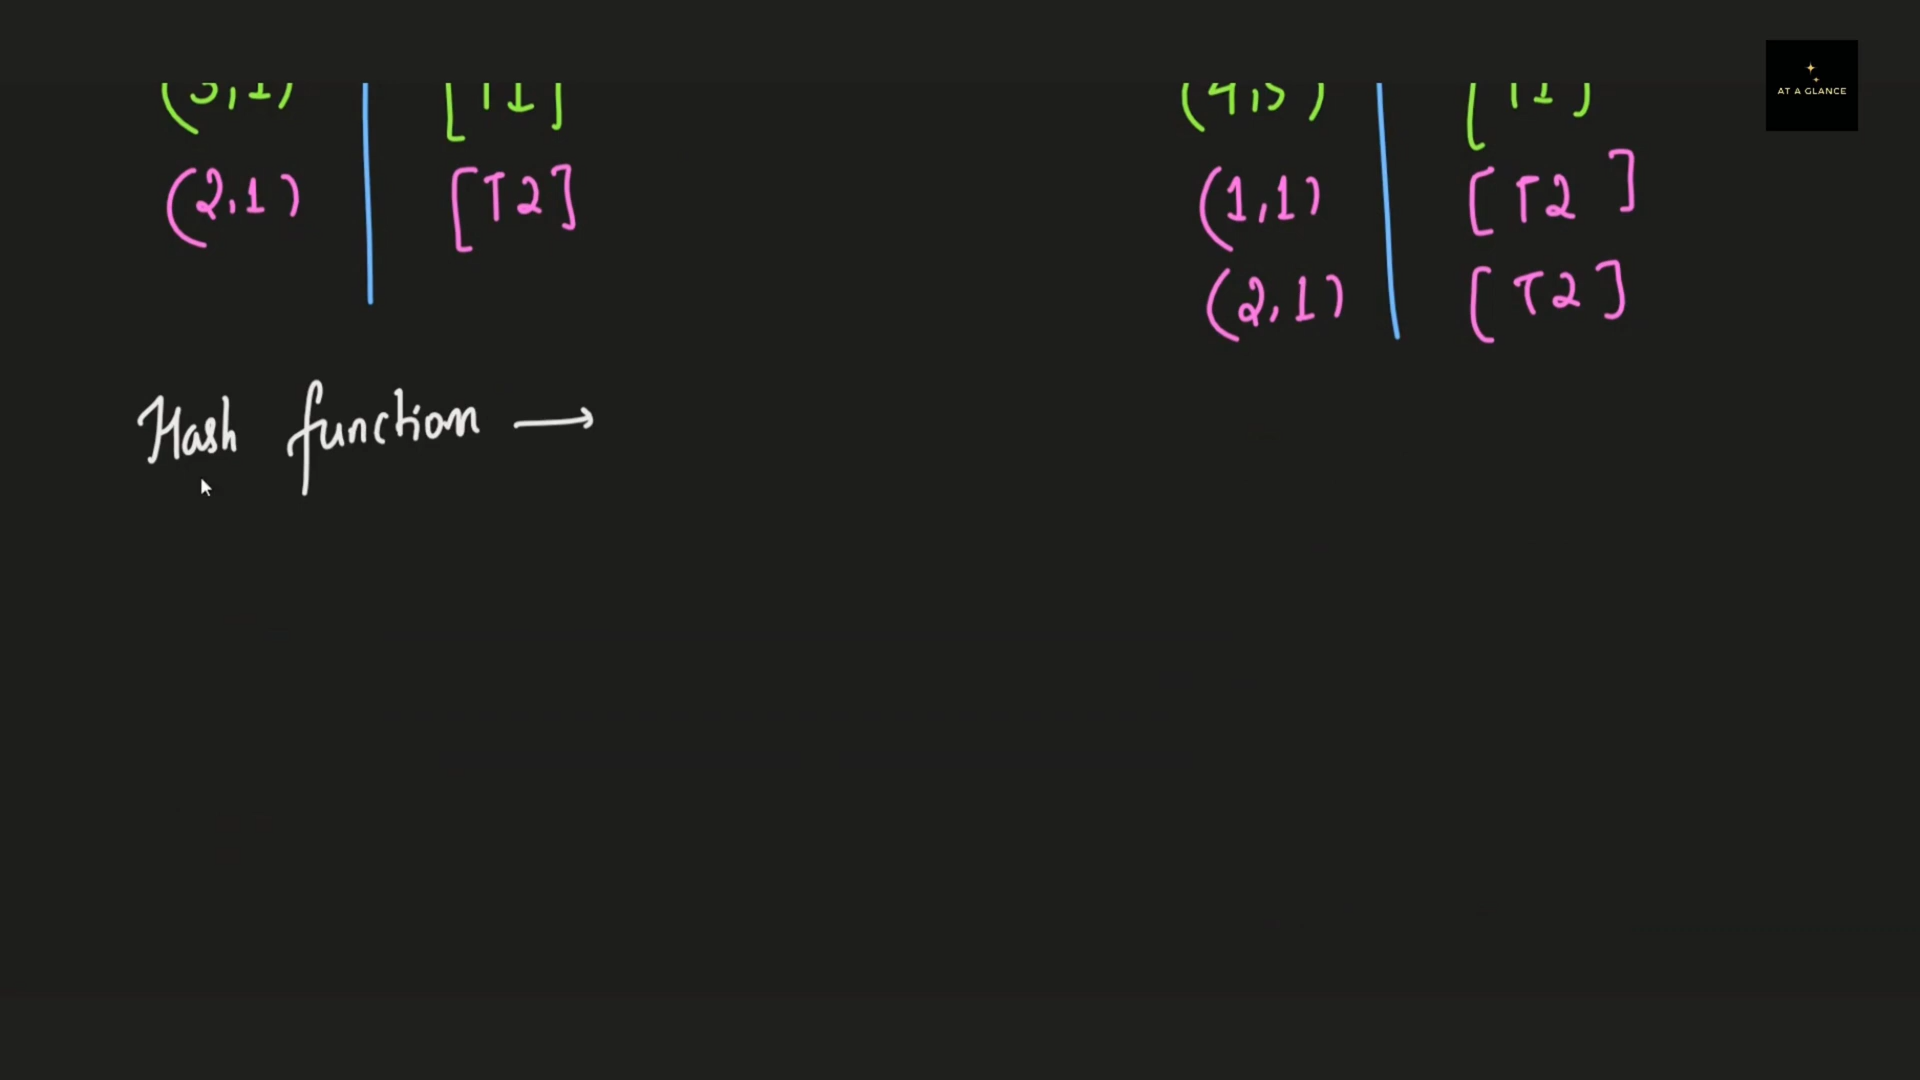 AT A GLANCE
(2,1) [T2]
(1,1) [T2]
(2,1) [T2]
Hash function →